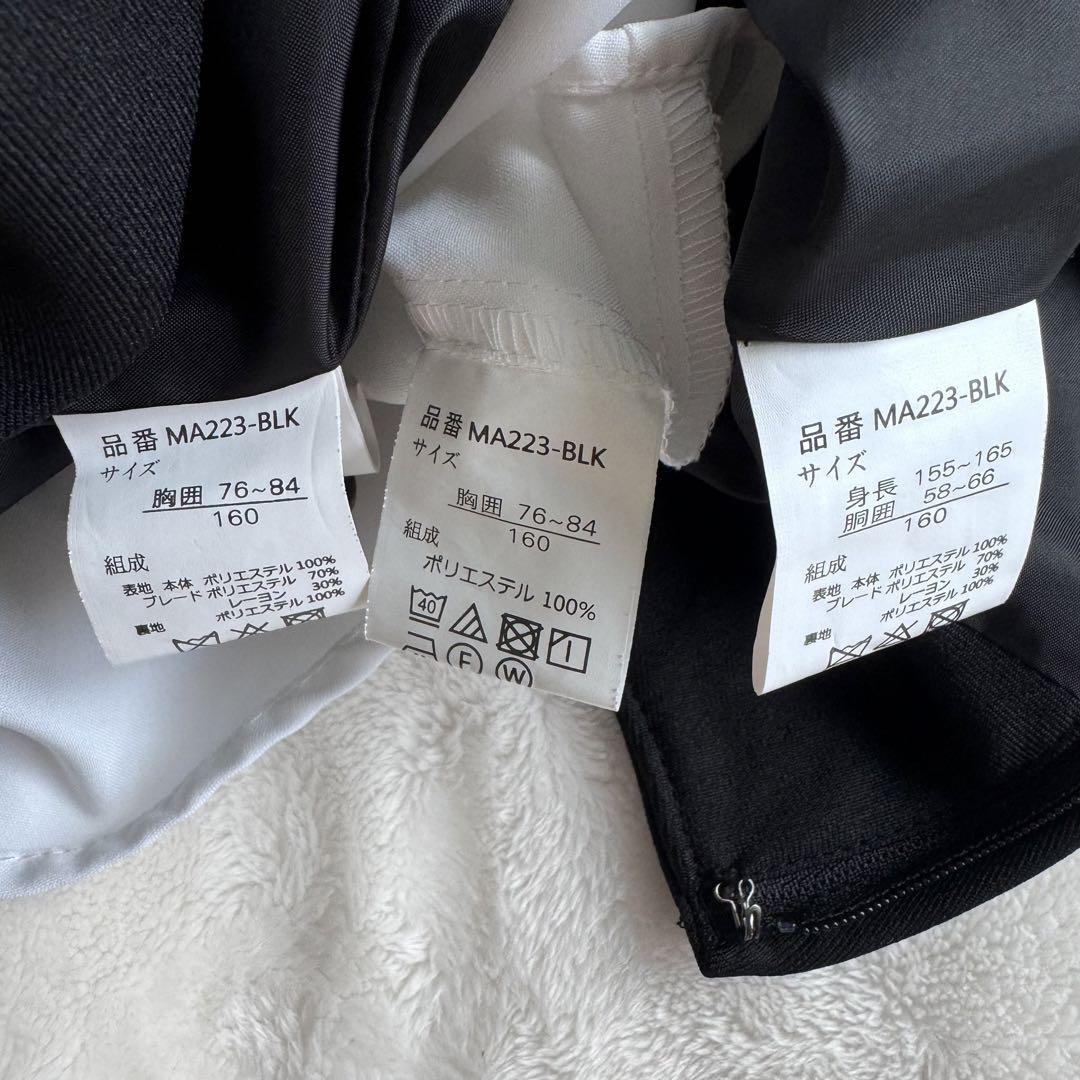 品番 MA223-BLK
サイズ
胸囲 76~84
160
組成
表地 本体 ポリエステル 100%
ブレード ポリエステル 70%
レーヨン 30%
裏地 ポリエステル 100%
品番 MA223-BLK
サイズ
胸囲 76~84
160
組成
ポリエステル 100%
40
F W
品番 MA223-BLK
サイズ
身長 155~165
胴囲 58~66
160
組成
表地 本体 ポリエステル 100%
ブレード ポリエステル 70%
レーヨン 30%
裏地 ポリエステル 100%